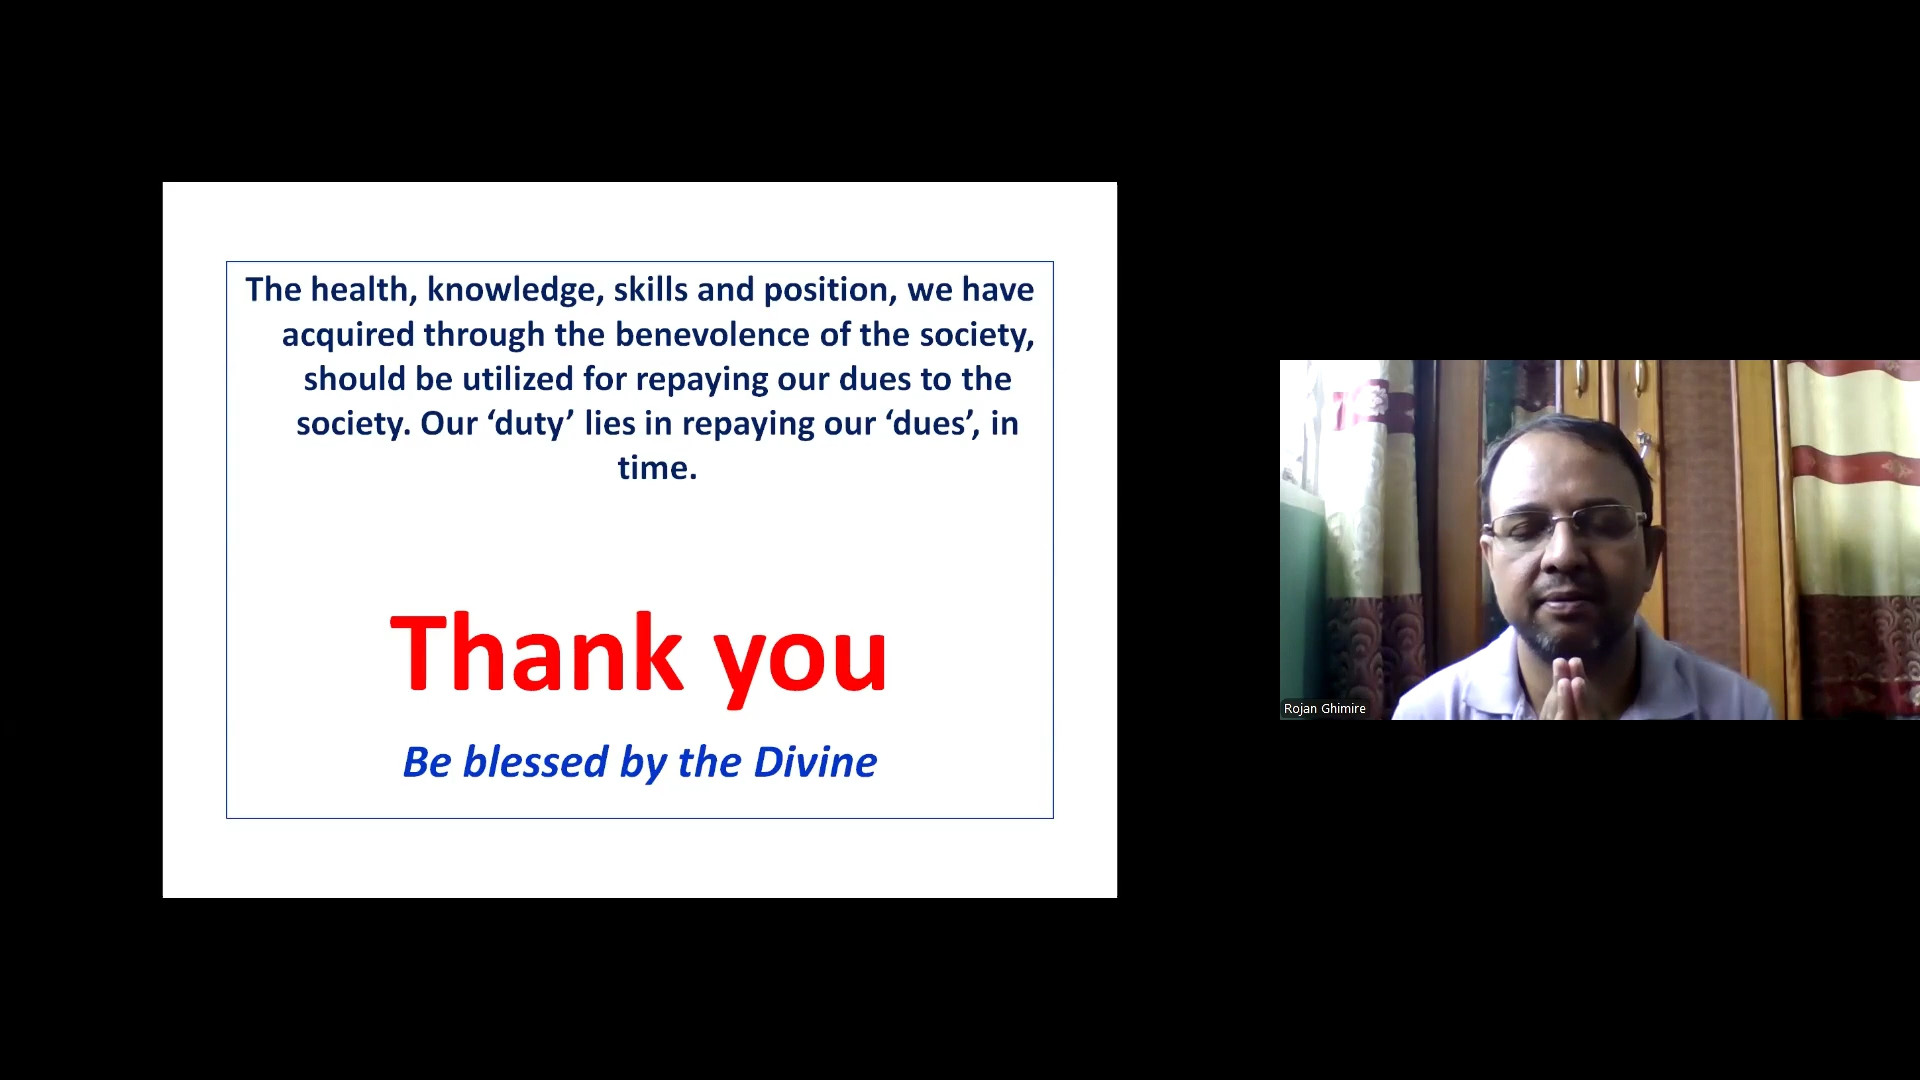 The health, knowledge, skills and position, we have
acquired through the benevolence of the society,
should be utilized for repaying our dues to the
society. Our ‘duty’ lies in repaying our ‘dues’, in
time.
Thank you
Be blessed by the Divine
Rojan Ghimire